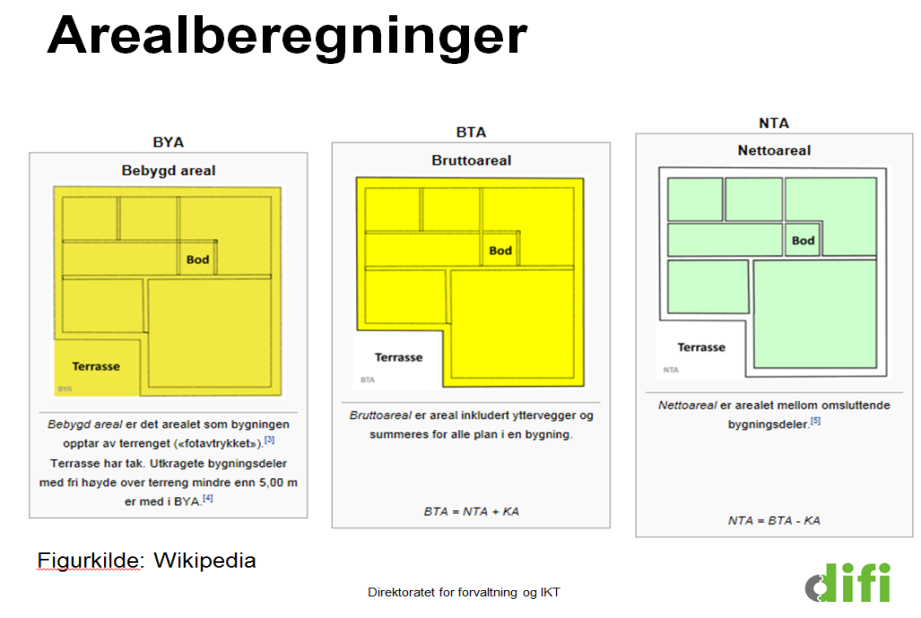 Arealberegninger
BYA
Bebygd areal
Bod
Terrasse
BYA
Bebygd areal er det arealet som bygningen
opptar av terrenget («fotavtrykket»).[3]
Terrasse har tak. Utkragete bygningsdeler
med fri høyde over terreng mindre enn 5,00 m
er med i BYA.[4]
BTA
Bruttoareal
Bod
Terrasse
BTA
Bruttoareal er areal inkludert yttervegger og
summeres for alle plan i en bygning.
BTA = NTA + KA
NTA
Nettoareal
Bod
Terrasse
NTA
Nettoareal er arealet mellom omsluttende
bygningsdeler.[5]
NTA = BTA - KA
Figurkilde: Wikipedia
Direktoratet for forvaltning og IKT
difi